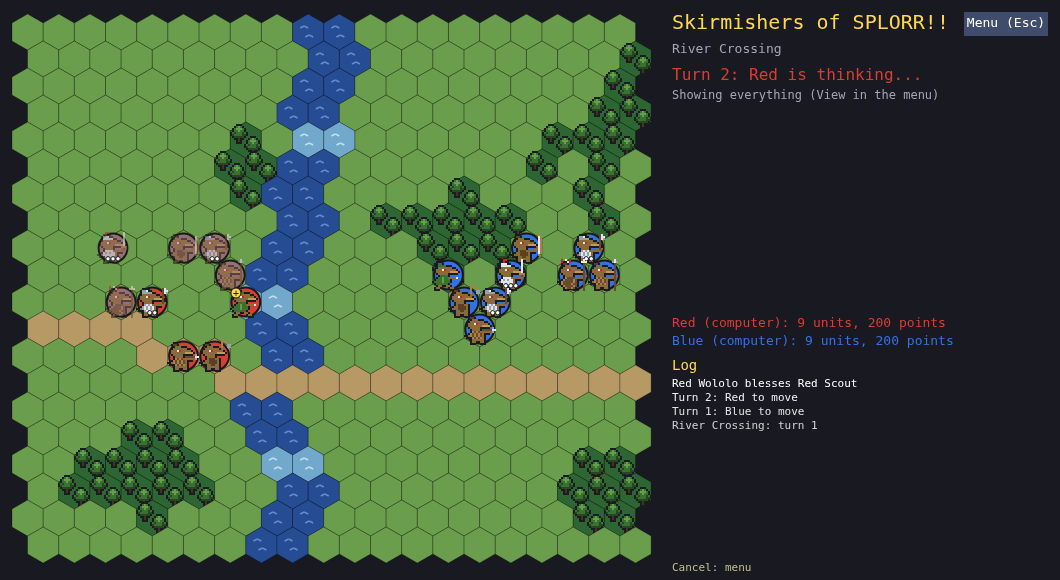 Skirmishers of SPLORR!!
Menu (Esc)
River Crossing
Turn 2: Red is thinking...
Showing everything (View in the menu)
Red (computer): 9 units, 200 points
Blue (computer): 9 units, 200 points
Log
Red Wololo blesses Red Scout
Turn 2: Red to move
Turn 1: Blue to move
River Crossing: turn 1
Cancel: menu